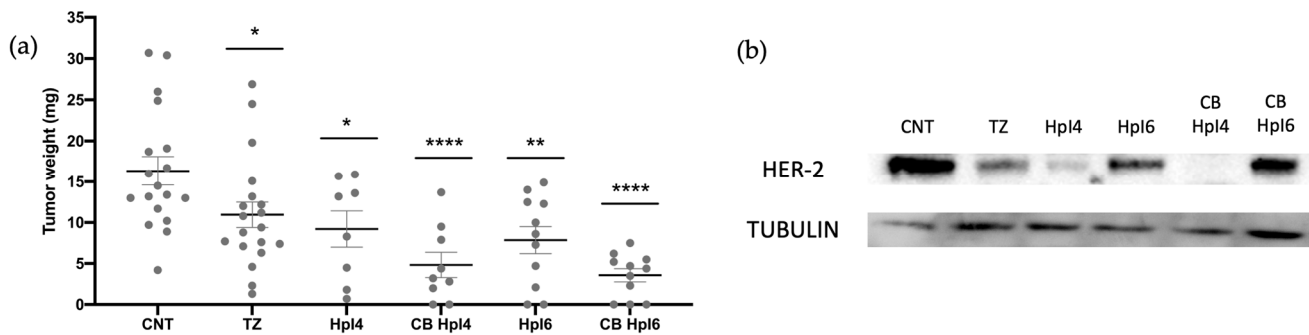 (a)
Tumor weight (mg)
35
30
25
20
15
10
5
0
*
*
****
**
****
CNT TZ Hpl4 CB Hpl4 Hpl6 CB Hpl6
(b)
CNT TZ Hpl4 Hpl6 CB Hpl4 CB Hpl6
HER-2
TUBULIN